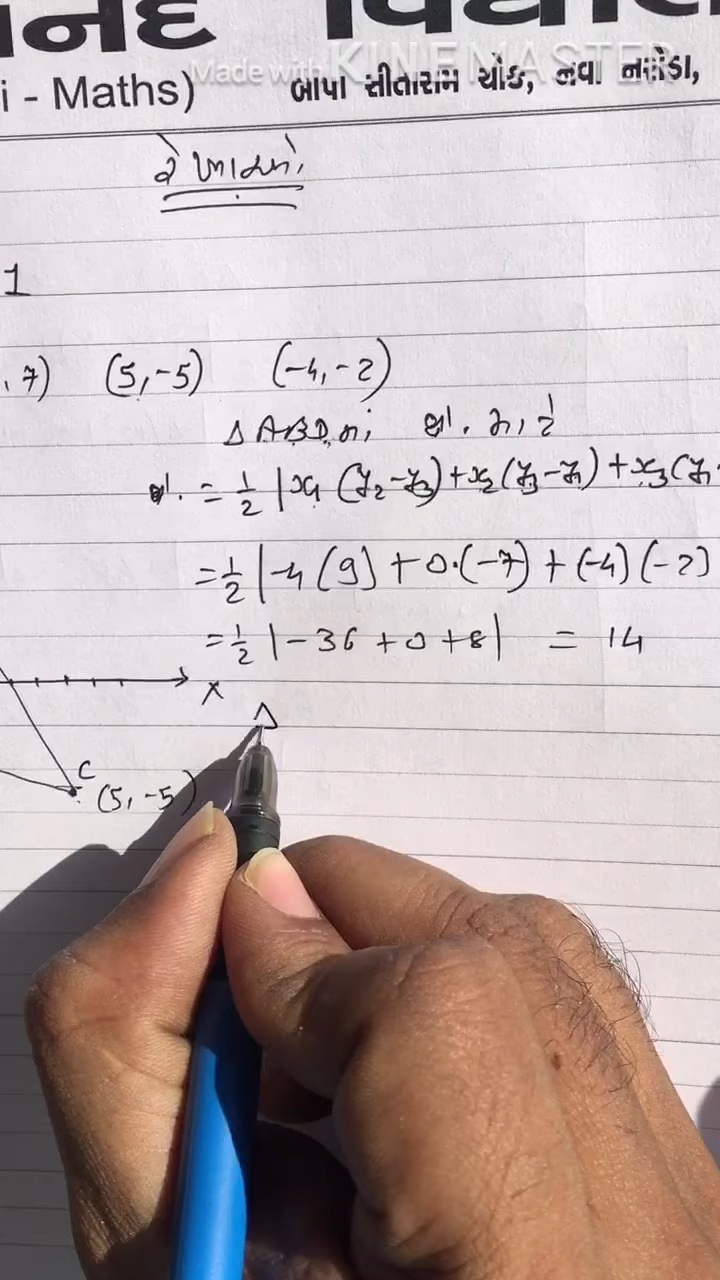 Made with KINEMASTER
i - Maths) બાપા સીતારામ ચોક, નવા નરોડા,
1
, 7) (5,-5) (-4,-2)
Δ ABD માં
= 1/2 |x₁ (y₂-y₃) + x₂ (y₃-y₁) + x₃ (y₁-
= 1/2 |-4 (9) + 0.(-7) + (-4) (-2)
= 1/2 |-36 + 0 + 8| = 14
X
Δ
C
(5, -5)